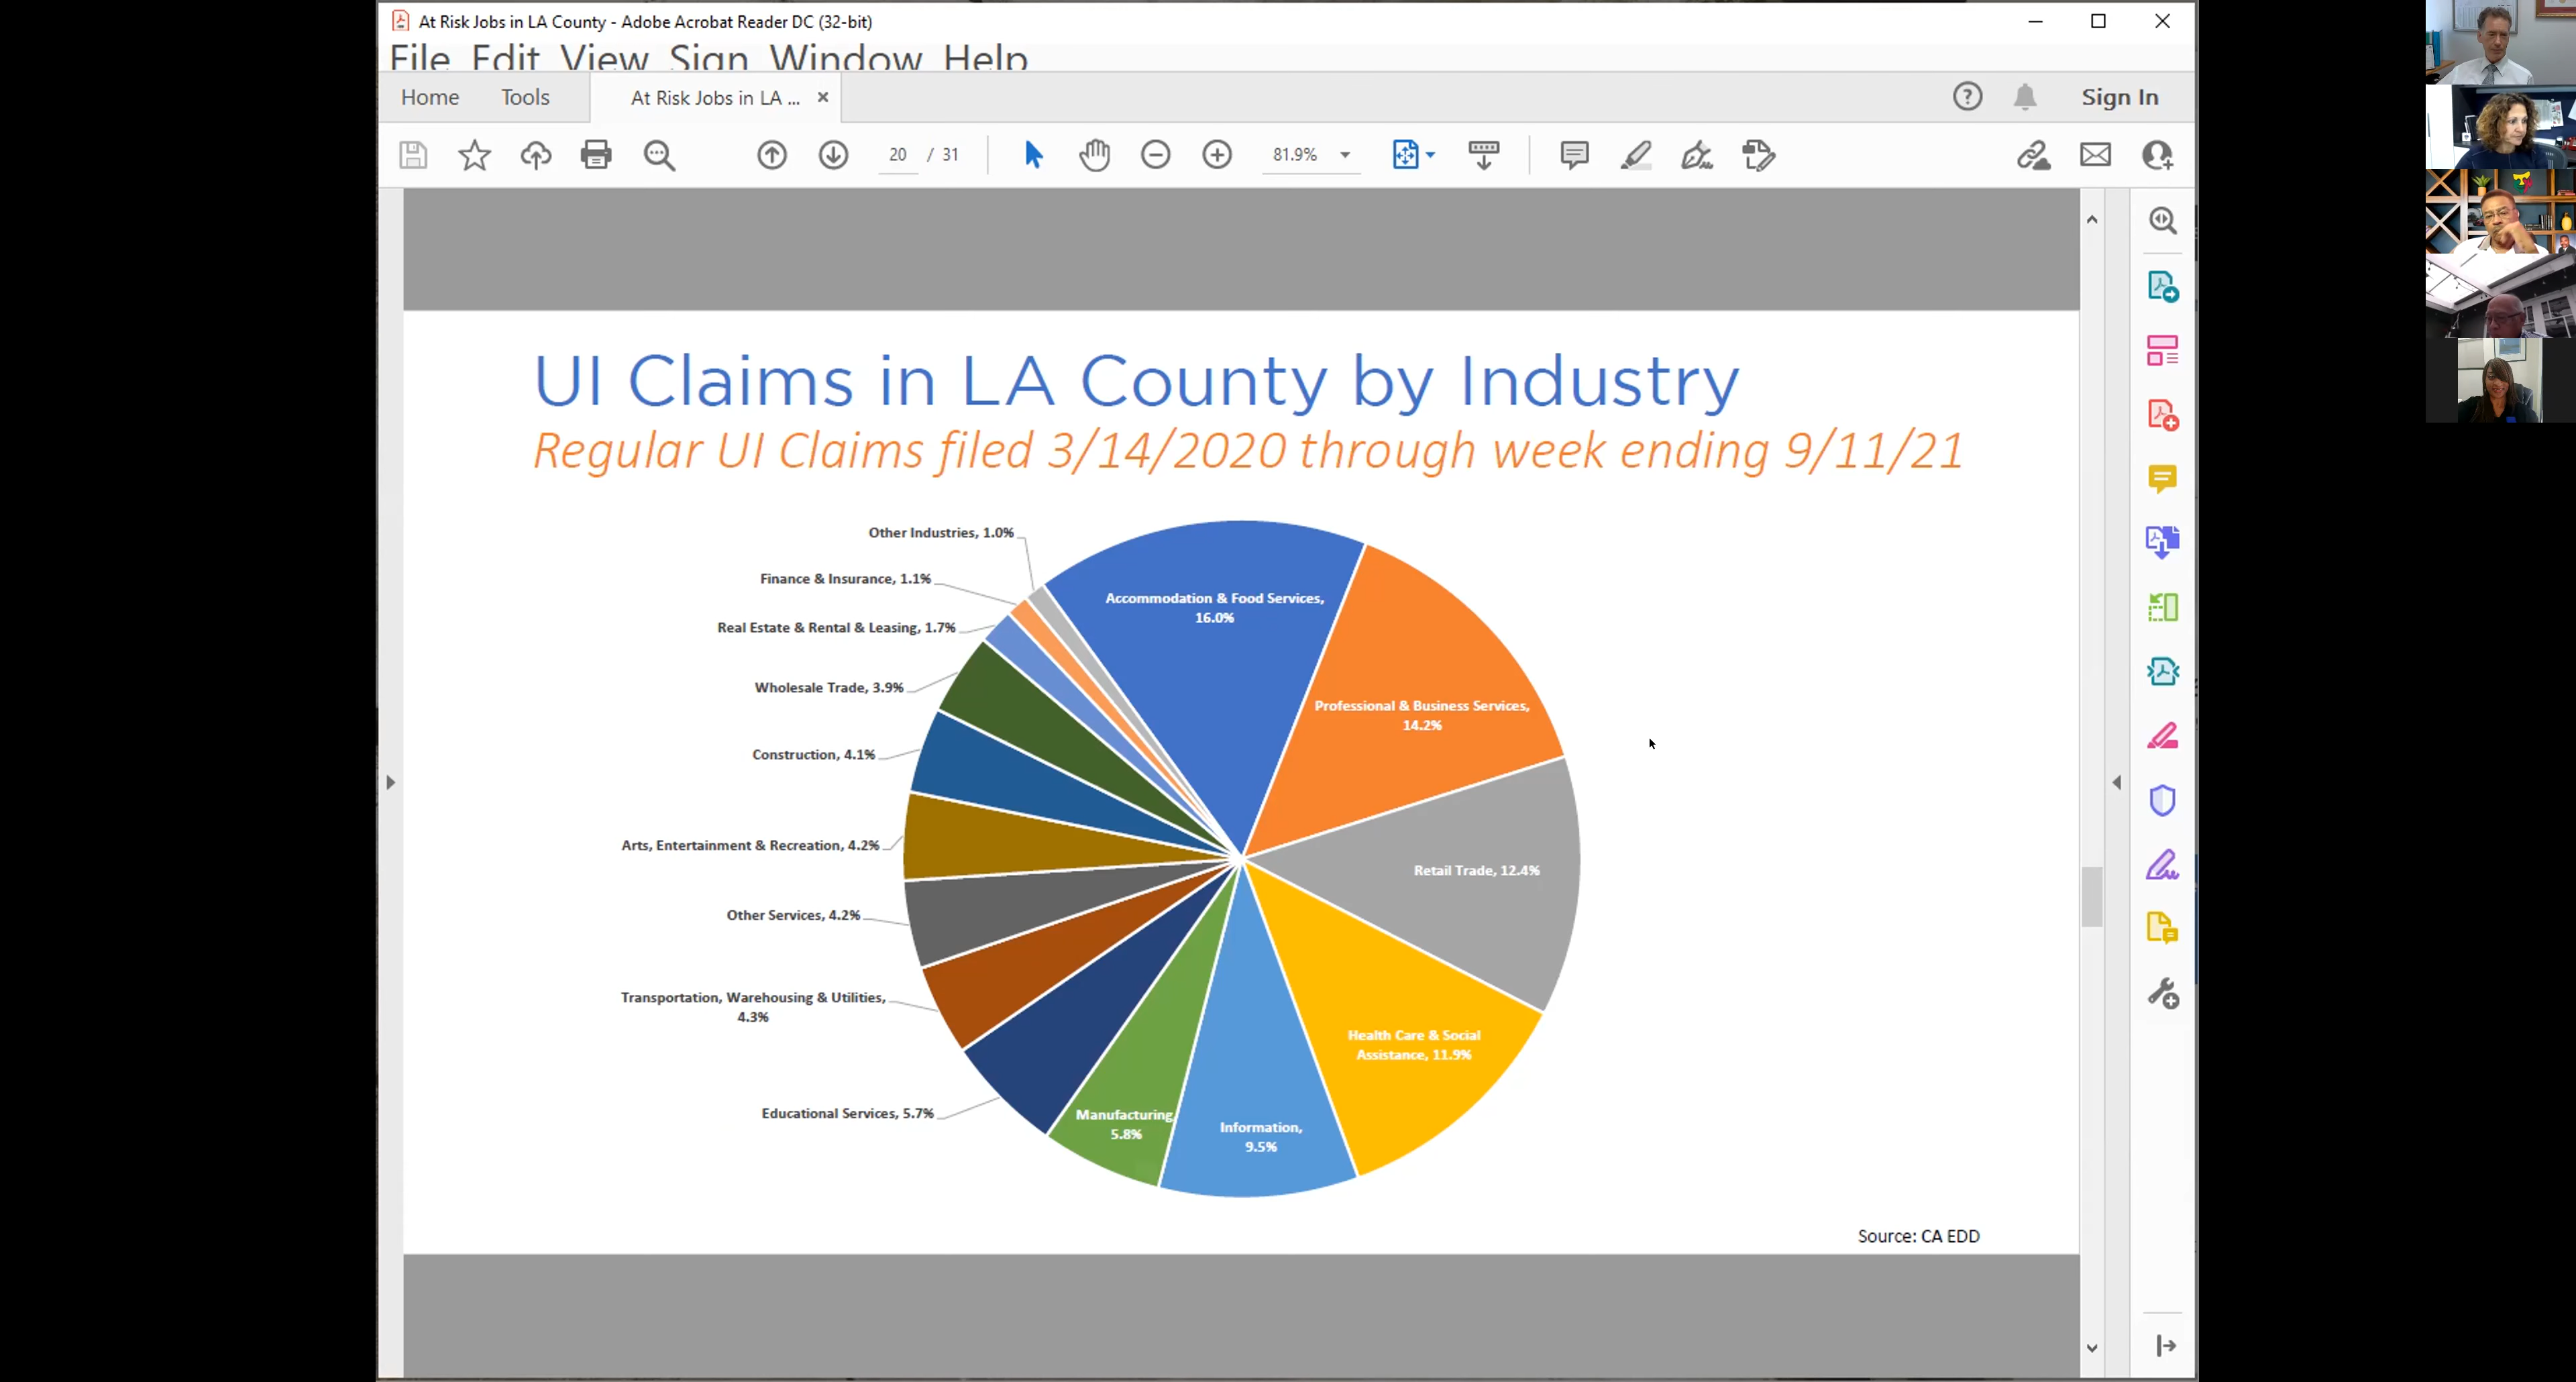 At Risk Jobs in LA County - Adobe Acrobat Reader DC (32-bit)
File Edit View Sign Window Help
Home Tools At Risk Jobs in LA ... Sign In
20 / 31 81.9%
UI Claims in LA County by Industry
Regular UI Claims filed 3/14/2020 through week ending 9/11/21
Other Industries, 1.0%
Finance & Insurance, 1.1%
Real Estate & Rental & Leasing, 1.7%
Wholesale Trade, 3.9%
Construction, 4.1%
Arts, Entertainment & Recreation, 4.2%
Other Services, 4.2%
Transportation, Warehousing & Utilities,
4.3%
Educational Services, 5.7%
Manufacturing,
5.8%
Information,
9.5%
Health Care & Social
Assistance, 11.9%
Retail Trade, 12.4%
Professional & Business Services,
14.2%
Accommodation & Food Services,
16.0%
Source: CA EDD